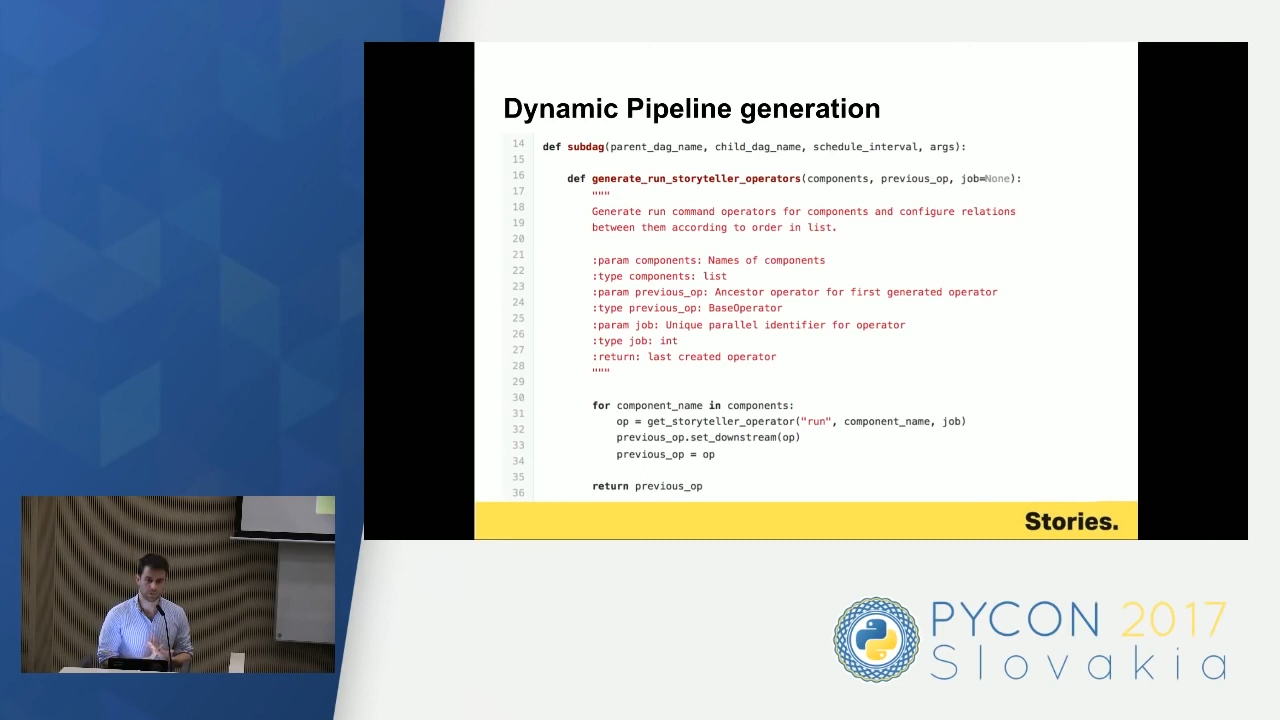 Dynamic Pipeline generation
14 def subdag(parent_dag_name, child_dag_name, schedule_interval, args):
15
16 def generate_run_storyteller_operators(components, previous_op, job=None):
17 """
18 Generate run command operators for components and configure relations
19 between them according to order in list.
20
21 :param components: Names of components
22 :type components: list
23 :param previous_op: Ancestor operator for first generated operator
24 :type previous_op: BaseOperator
25 :param job: Unique parallel identifier for operator
26 :type job: int
27 :return: last created operator
28 """
29
30 for component_name in components:
31 op = get_storyteller_operator("run", component_name, job)
32 previous_op.set_downstream(op)
33 previous_op = op
34
35 return previous_op
36
Stories.
PYCON 2017
Slovakia